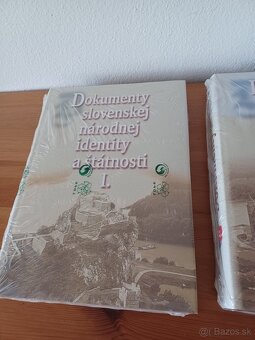 Dokumenty
slovenskej
národnej
identity
a štátnosti
I.
Bazos.sk